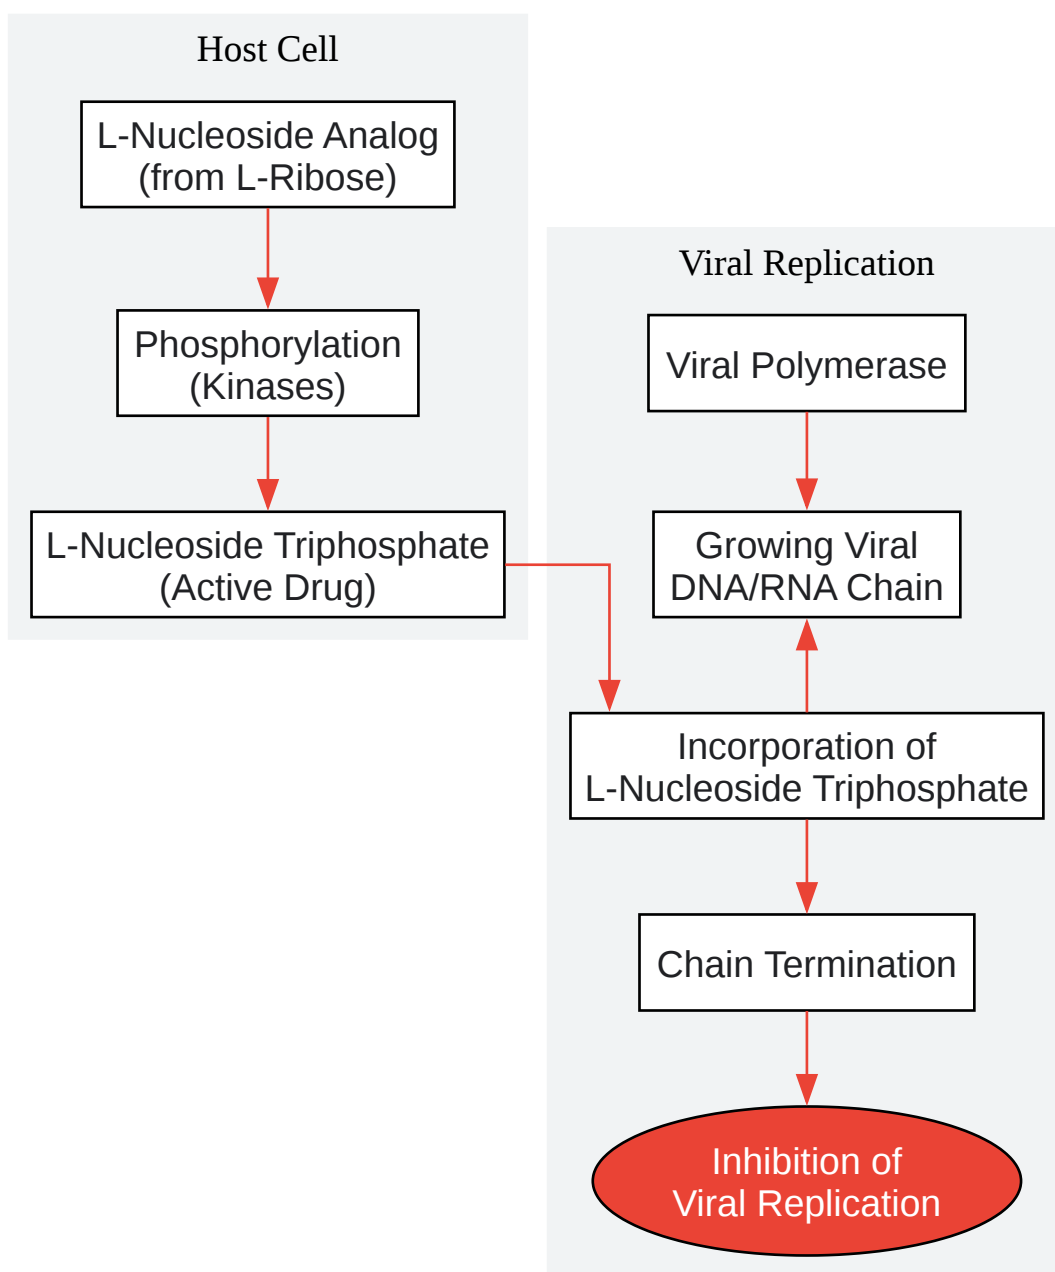 Host Cell
L-Nucleoside Analog
(from L-Ribose)
Phosphorylation
(Kinases)
L-Nucleoside Triphosphate
(Active Drug)
Viral Replication
Viral Polymerase
Growing Viral
DNA/RNA Chain
Incorporation of
L-Nucleoside Triphosphate
Chain Termination
Inhibition of
Viral Replication